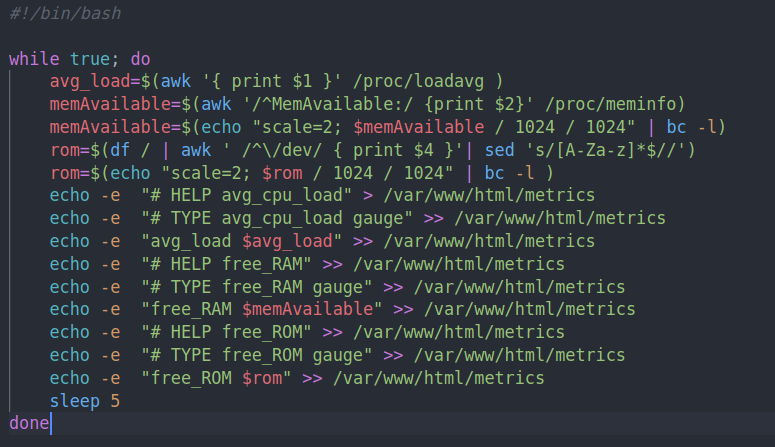 #!/bin/bash

while true; do
    avg_load=$(awk '{ print $1 }' /proc/loadavg )
    memAvailable=$(awk '/^MemAvailable:/ {print $2}' /proc/meminfo)
    memAvailable=$(echo "scale=2; $memAvailable / 1024 / 1024" | bc -l)
    rom=$(df / | awk ' /^\/dev/ { print $4 }'| sed 's/[A-Za-z]*$//')
    rom=$(echo "scale=2; $rom / 1024 / 1024" | bc -l )
    echo -e  "# HELP avg_cpu_load" > /var/www/html/metrics
    echo -e  "# TYPE avg_cpu_load gauge" >> /var/www/html/metrics
    echo -e  "avg_load $avg_load" >> /var/www/html/metrics
    echo -e  "# HELP free_RAM" >> /var/www/html/metrics
    echo -e  "# TYPE free_RAM gauge" >> /var/www/html/metrics
    echo -e  "free_RAM $memAvailable" >> /var/www/html/metrics
    echo -e  "# HELP free_ROM" >> /var/www/html/metrics
    echo -e  "# TYPE free_ROM gauge" >> /var/www/html/metrics
    echo -e  "free_ROM $rom" >> /var/www/html/metrics
    sleep 5
done